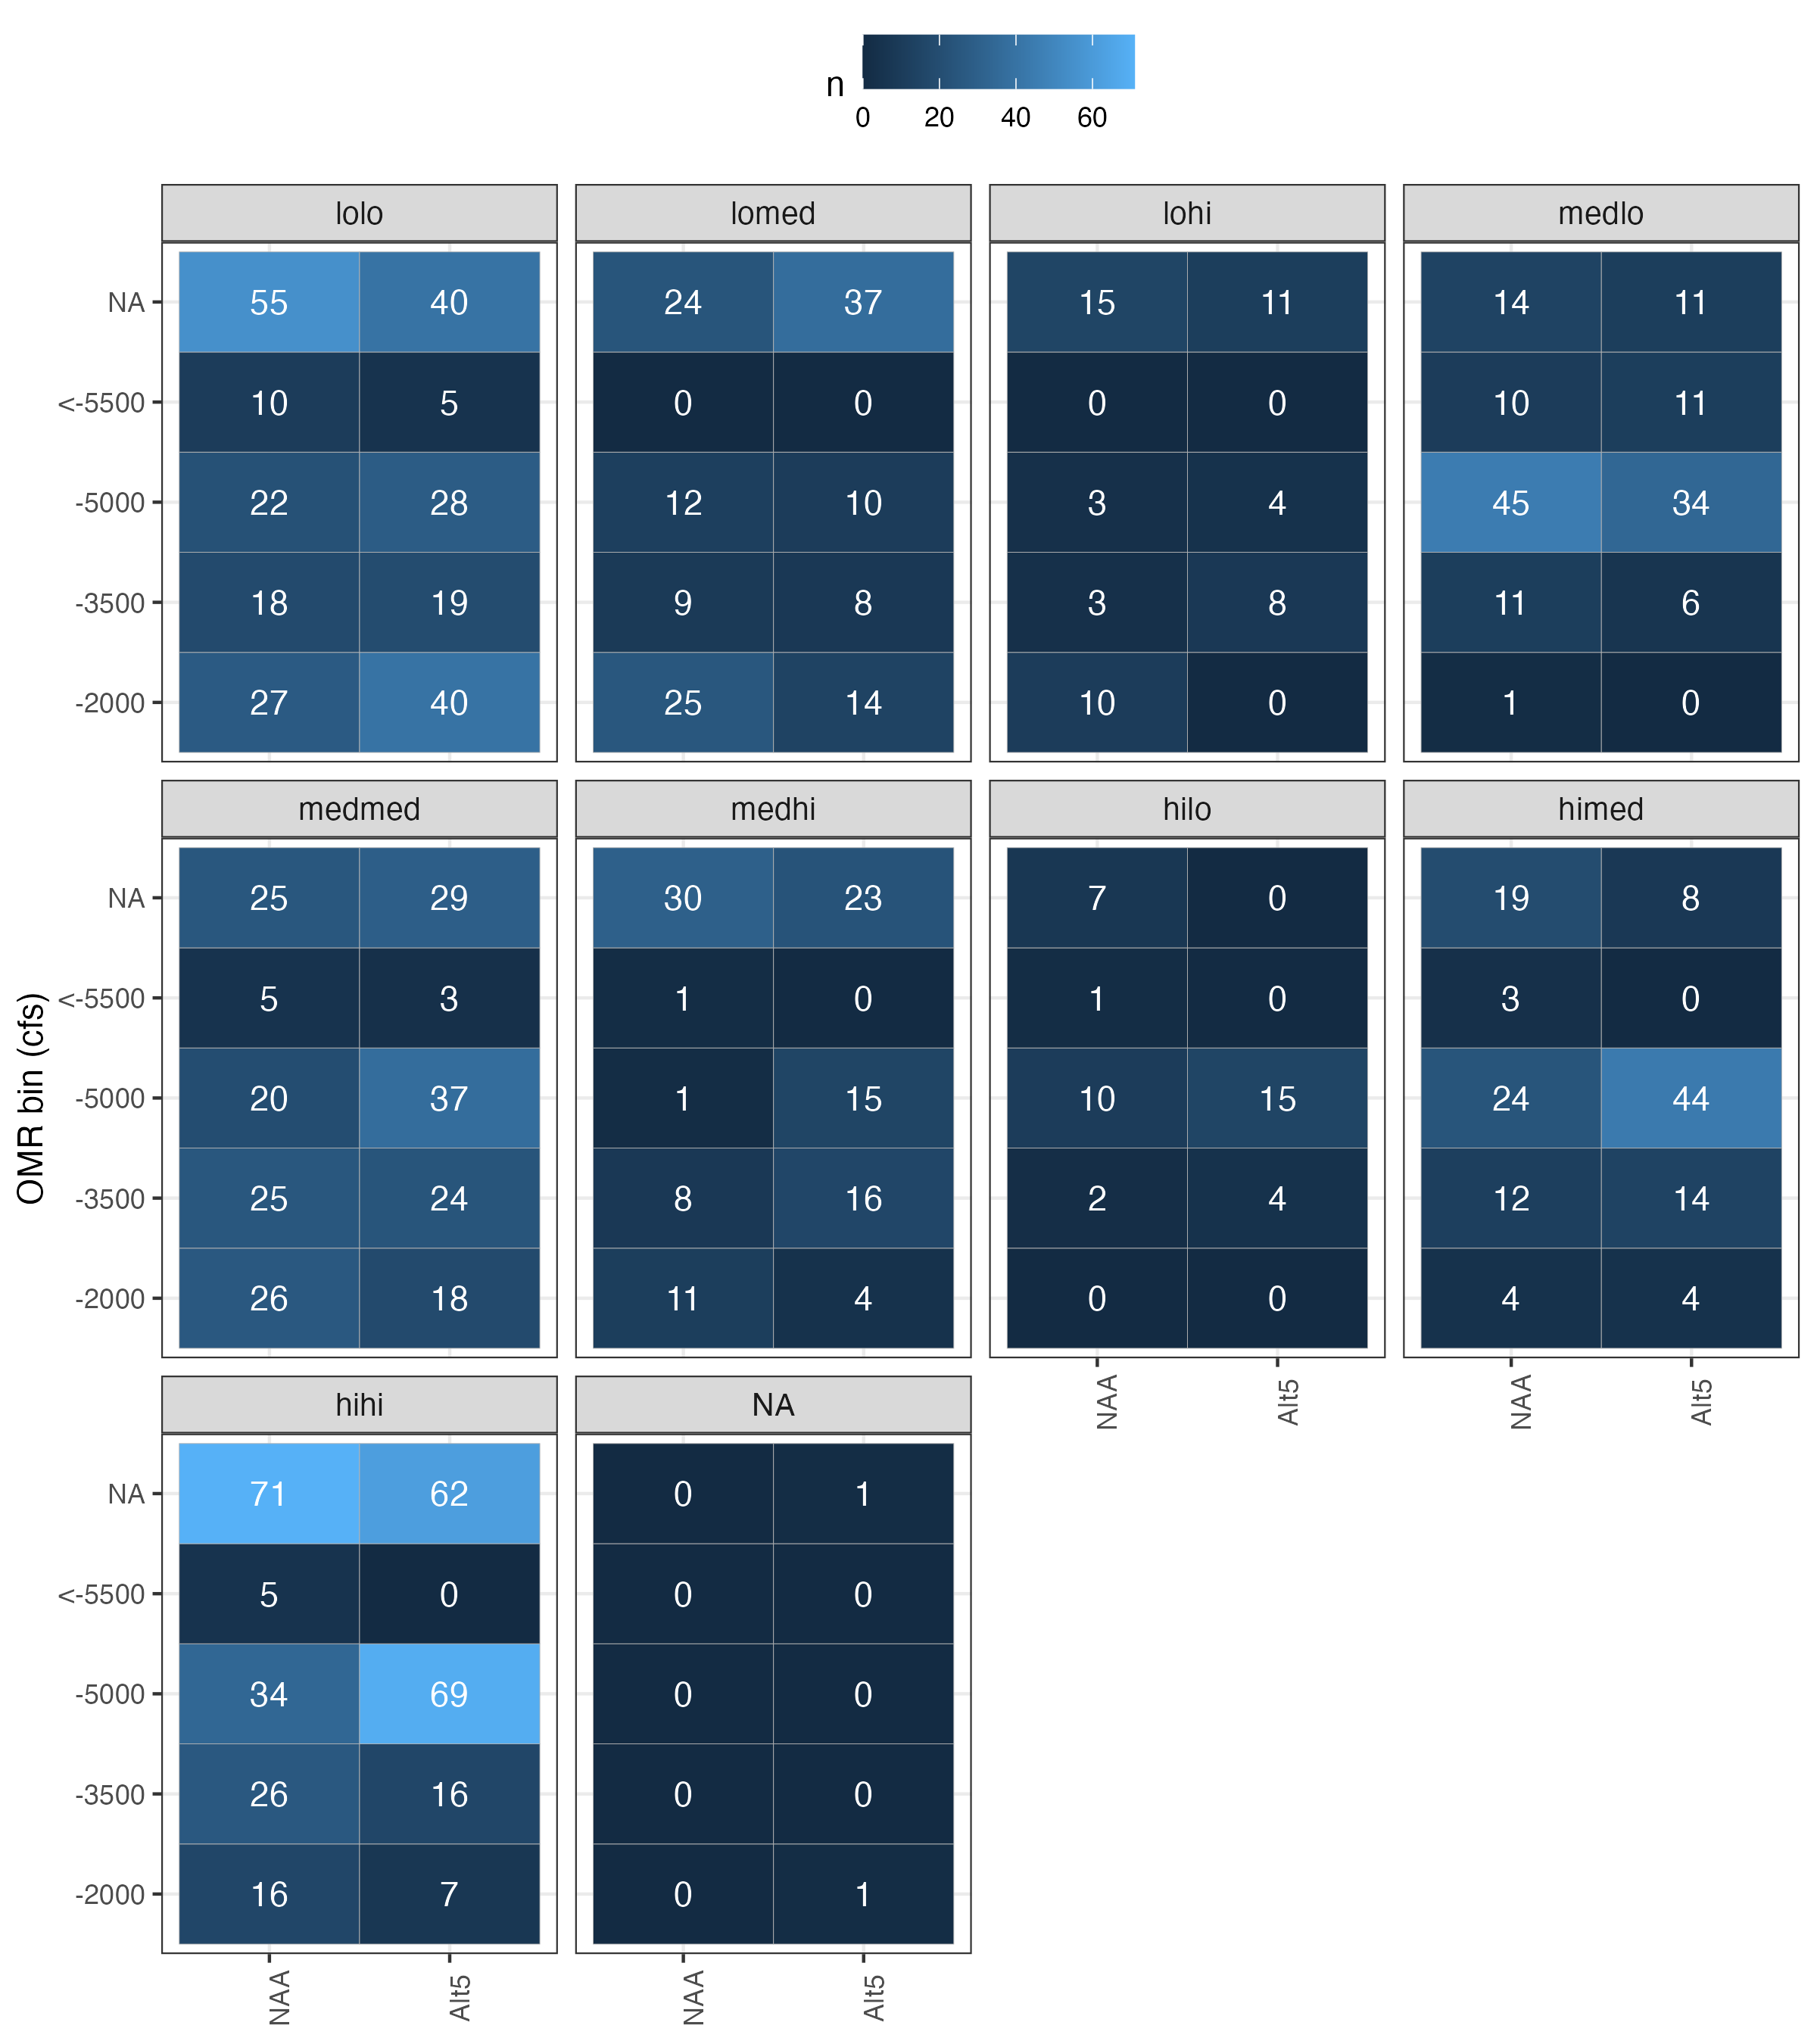 n
0 20 40 60
lolo lomed lohi medlo
NA 55 40 24 37 15 11 14 11
<-5500 10 5 0 0 0 0 10 11
-5000 22 28 12 10 3 4 45 34
-3500 18 19 9 8 3 8 11 6
-2000 27 40 25 14 10 0 1 0
medmed medhi hilo himed
NA 25 29 30 23 7 0 19 8
<-5500 5 3 1 0 1 0 3 0
-5000 20 37 1 15 10 15 24 44
-3500 25 24 8 16 2 4 12 14
-2000 26 18 11 4 0 0 4 4
OMR bin (cfs)
NAA Alt5 NAA Alt5
hihi NA
NA 71 62 0 1
<-5500 5 0 0 0
-5000 34 69 0 0
-3500 26 16 0 0
-2000 16 7 0 1
NAA Alt5 NAA Alt5